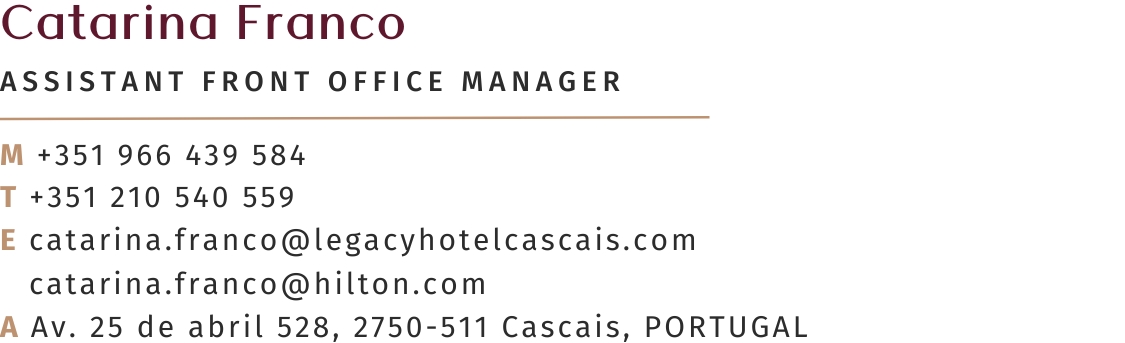 Catarina Franco
ASSISTANT FRONT OFFICE MANAGER
M +351 966 439 584
T +351 210 540 559
E catarina.franco@legacyhotelcascais.com
catarina.franco@hilton.com
A Av. 25 de abril 528, 2750-511 Cascais, PORTUGAL